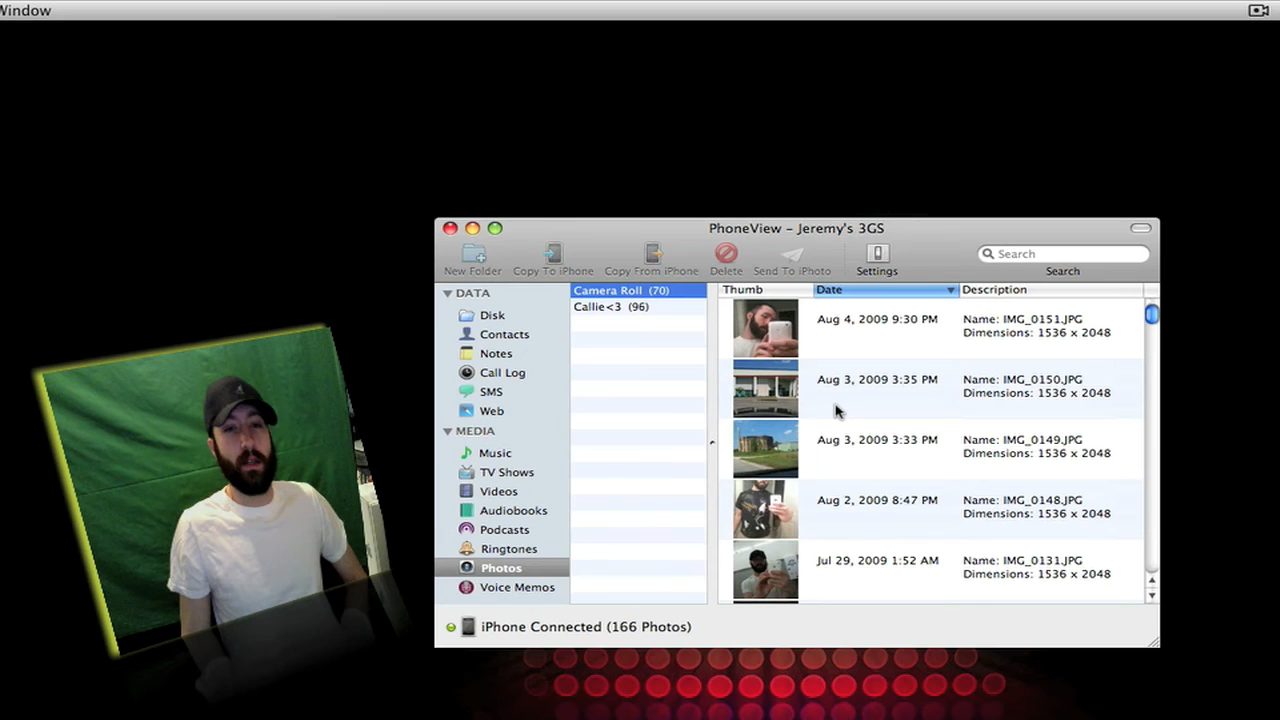 Window
PhoneView – Jeremy's 3GS
New Folder Copy To iPhone Copy From iPhone Delete Send To iPhoto Settings Search
Search
DATA
Disk
Contacts
Notes
Call Log
SMS
Web
MEDIA
Music
TV Shows
Videos
Audiobooks
Podcasts
Ringtones
Photos
Voice Memos
Camera Roll (70)
Callie<3 (96)
Thumb Date Description
Aug 4, 2009 9:30 PM Name: IMG_0151.JPG
Dimensions: 1536 x 2048
Aug 3, 2009 3:35 PM Name: IMG_0150.JPG
Dimensions: 1536 x 2048
Aug 3, 2009 3:33 PM Name: IMG_0149.JPG
Dimensions: 1536 x 2048
Aug 2, 2009 8:47 PM Name: IMG_0148.JPG
Dimensions: 1536 x 2048
Jul 29, 2009 1:52 AM Name: IMG_0131.JPG
Dimensions: 1536 x 2048
iPhone Connected (166 Photos)